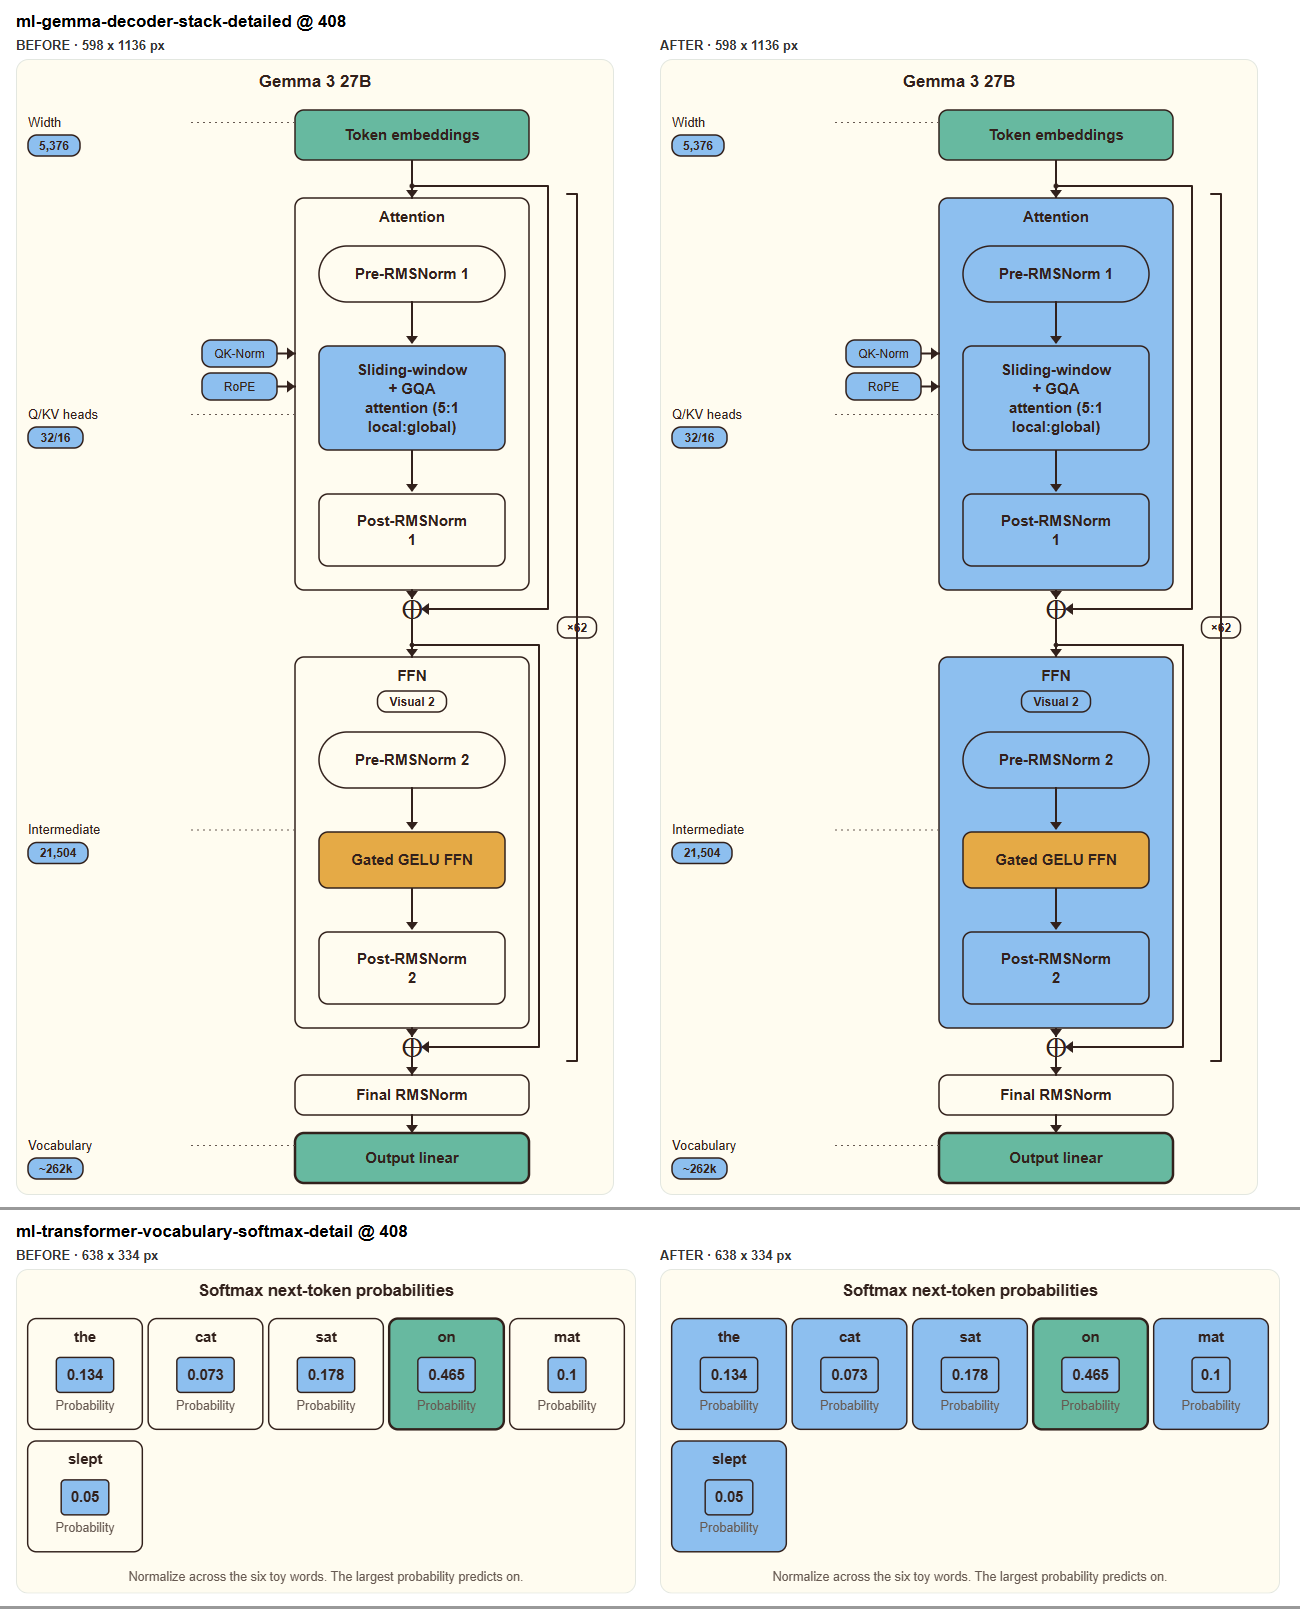 ml-gemma-decoder-stack-detailed @ 408
BEFORE · 598 x 1136 px
Gemma 3 27B
Width
5,376
Token embeddings
Attention
Pre-RMSNorm 1
QK-Norm
RoPE
Q/KV heads
32/16
Sliding-window
+ GQA
attention (5:1
local:global)
Post-RMSNorm
1
×62
FFN
Visual 2
Pre-RMSNorm 2
Intermediate
21,504
Gated GELU FFN
Post-RMSNorm
2
Final RMSNorm
Vocabulary
~262k
Output linear
AFTER · 598 x 1136 px
Gemma 3 27B
Width
5,376
Token embeddings
Attention
Pre-RMSNorm 1
QK-Norm
RoPE
Q/KV heads
32/16
Sliding-window
+ GQA
attention (5:1
local:global)
Post-RMSNorm
1
×62
FFN
Visual 2
Pre-RMSNorm 2
Intermediate
21,504
Gated GELU FFN
Post-RMSNorm
2
Final RMSNorm
Vocabulary
~262k
Output linear
ml-transformer-vocabulary-softmax-detail @ 408
BEFORE · 638 x 334 px
Softmax next-token probabilities
the
0.134
Probability
cat
0.073
Probability
sat
0.178
Probability
on
0.465
Probability
mat
0.1
Probability
slept
0.05
Probability
Normalize across the six toy words. The largest probability predicts on.
AFTER · 638 x 334 px
Softmax next-token probabilities
the
0.134
Probability
cat
0.073
Probability
sat
0.178
Probability
on
0.465
Probability
mat
0.1
Probability
slept
0.05
Probability
Normalize across the six toy words. The largest probability predicts on.